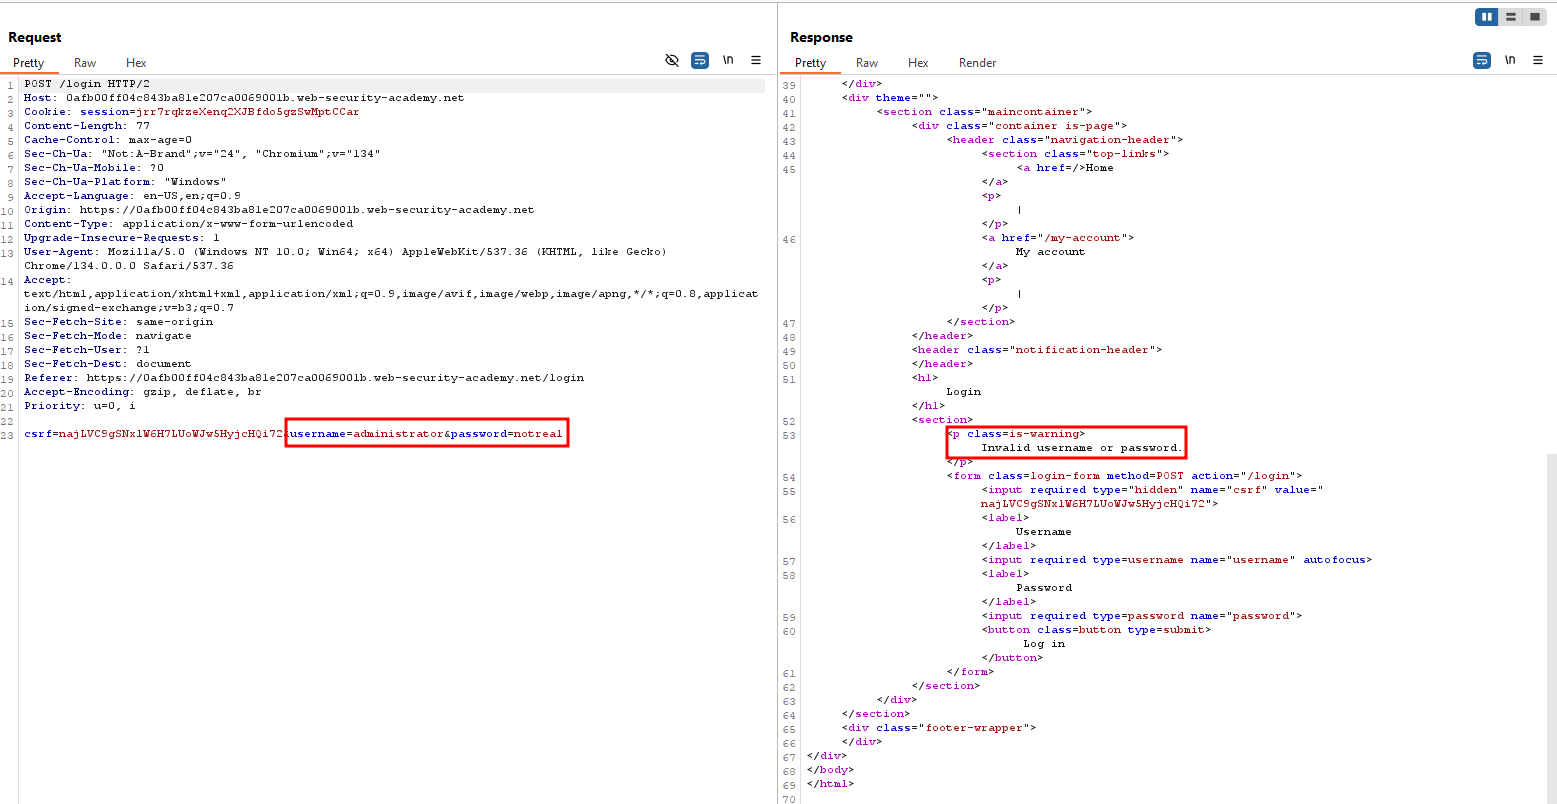 Request
Pretty Raw Hex \n
1 POST /login HTTP/2
2 Host: 0afb00ff04c843ba81e207ca0069001b.web-security-academy.net
3 Cookie: session=jrr7rqkzeXenq2XJBfdo5gzSwMptCCar
4 Content-Length: 77
5 Cache-Control: max-age=0
6 Sec-Ch-Ua: "Not:A-Brand";v="24", "Chromium";v="134"
7 Sec-Ch-Ua-Mobile: ?0
8 Sec-Ch-Ua-Platform: "Windows"
9 Accept-Language: en-US,en;q=0.9
10 Origin: https://0afb00ff04c843ba81e207ca0069001b.web-security-academy.net
11 Content-Type: application/x-www-form-urlencoded
12 Upgrade-Insecure-Requests: 1
13 User-Agent: Mozilla/5.0 (Windows NT 10.0; Win64; x64) AppleWebKit/537.36 (KHTML, like Gecko)
Chrome/134.0.0.0 Safari/537.36
14 Accept:
text/html,application/xhtml+xml,application/xml;q=0.9,image/avif,image/webp,image/apng,*/*;q=0.8,applicat
ion/signed-exchange;v=b3;q=0.7
15 Sec-Fetch-Site: same-origin
16 Sec-Fetch-Mode: navigate
17 Sec-Fetch-User: ?1
18 Sec-Fetch-Dest: document
19 Referer: https://0afb00ff04c843ba81e207ca0069001b.web-security-academy.net/login
20 Accept-Encoding: gzip, deflate, br
21 Priority: u=0, i
22
23 csrf=najLVC9gSNxlW6H7LUoWJw5HyjcHQi72&username=administrator&password=notreal
Response
Pretty Raw Hex Render \n
39 </div>
40 <div theme="">
41 <section class="maincontainer">
42 <div class="container is-page">
43 <header class="navigation-header">
44 <section class="top-links">
45 <a href=/>Home
</a>
<p>
|
</p>
46 <a href="/my-account">
My account
</a>
<p>
|
</p>
47 </section>
48 </header>
49 <header class="notification-header">
50 </header>
51 <h1>
Login
</h1>
52 <section>
53 <p class=is-warning>
Invalid username or password.
</p>
54 <form class=login-form method=POST action="/login">
55 <input required type="hidden" name="csrf" value="
najLVC9gSNxlW6H7LUoWJw5HyjcHQi72">
56 <label>
Username
</label>
57 <input required type=username name="username" autofocus>
58 <label>
Password
</label>
59 <input required type=password name="password">
60 <button class=button type=submit>
Log in
</button>
61 </form>
62 </section>
63 </div>
64 </section>
65 <div class="footer-wrapper">
66 </div>
67 </div>
68 </body>
69 </html>
70